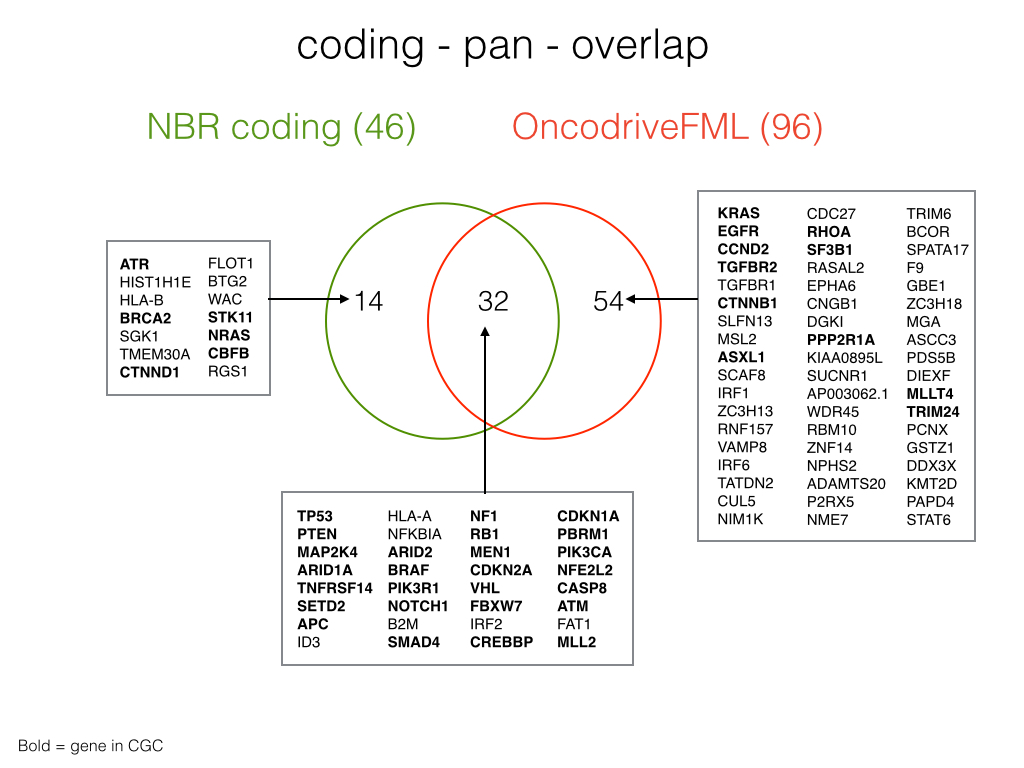 coding - pan - overlap
NBR coding (46)
OncodriveFML (96)
ATR FLOT1
HIST1H1E BTG2
HLA-B WAC
BRCA2 STK11
SGK1 NRAS
TMEM30A CBFB
CTNND1 RGS1
14
32
54
KRAS CDC27 TRIM6
EGFR RHOA BCOR
CCND2 SF3B1 SPATA17
TGFBR2 RASAL2 F9
TGFBR1 EPHA6 GBE1
CTNNB1 CNGB1 ZC3H18
SLFN13 DGKI MGA
MSL2 PPP2R1A ASCC3
ASXL1 KIAA0895L PDS5B
SCAF8 SUCNR1 DIEXF
IRF1 AP003062.1 MLLT4
ZC3H13 WDR45 TRIM24
RNF157 RBM10 PCNX
VAMP8 ZNF14 GSTZ1
IRF6 NPHS2 DDX3X
TATDN2 ADAMTS20 KMT2D
CUL5 P2RX5 PAPD4
NIM1K NME7 STAT6
TP53 HLA-A NF1 CDKN1A
PTEN NFKBIA RB1 PBRM1
MAP2K4 ARID2 MEN1 PIK3CA
ARID1A BRAF CDKN2A NFE2L2
TNFRSF14 PIK3R1 VHL CASP8
SETD2 NOTCH1 FBXW7 ATM
APC B2M IRF2 FAT1
ID3 SMAD4 CREBBP MLL2
Bold = gene in CGC